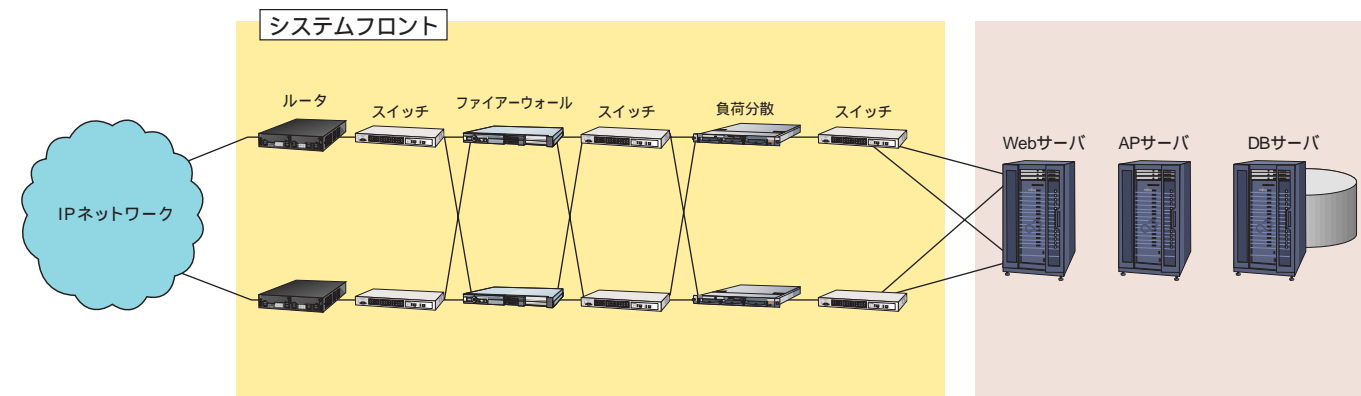 システムフロント
ルータ
スイッチ
ファイアーウォール
スイッチ
負荷分散
スイッチ
Webサーバ
APサーバ
DBサーバ
IPネットワーク